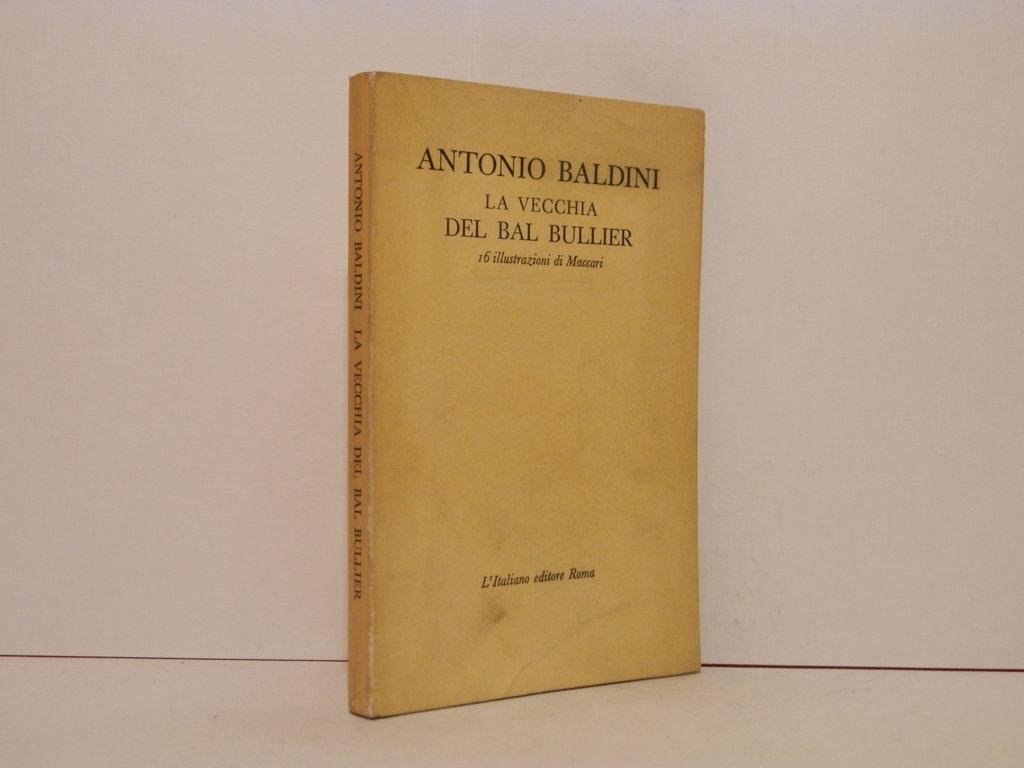 ANTONIO BALDINI LA VECCHIA DEL BAL BULLIER
ANTONIO BALDINI
LA VECCHIA
DEL BAL BULLIER
16 illustrazioni di Maccari
L'Italiano editore Roma